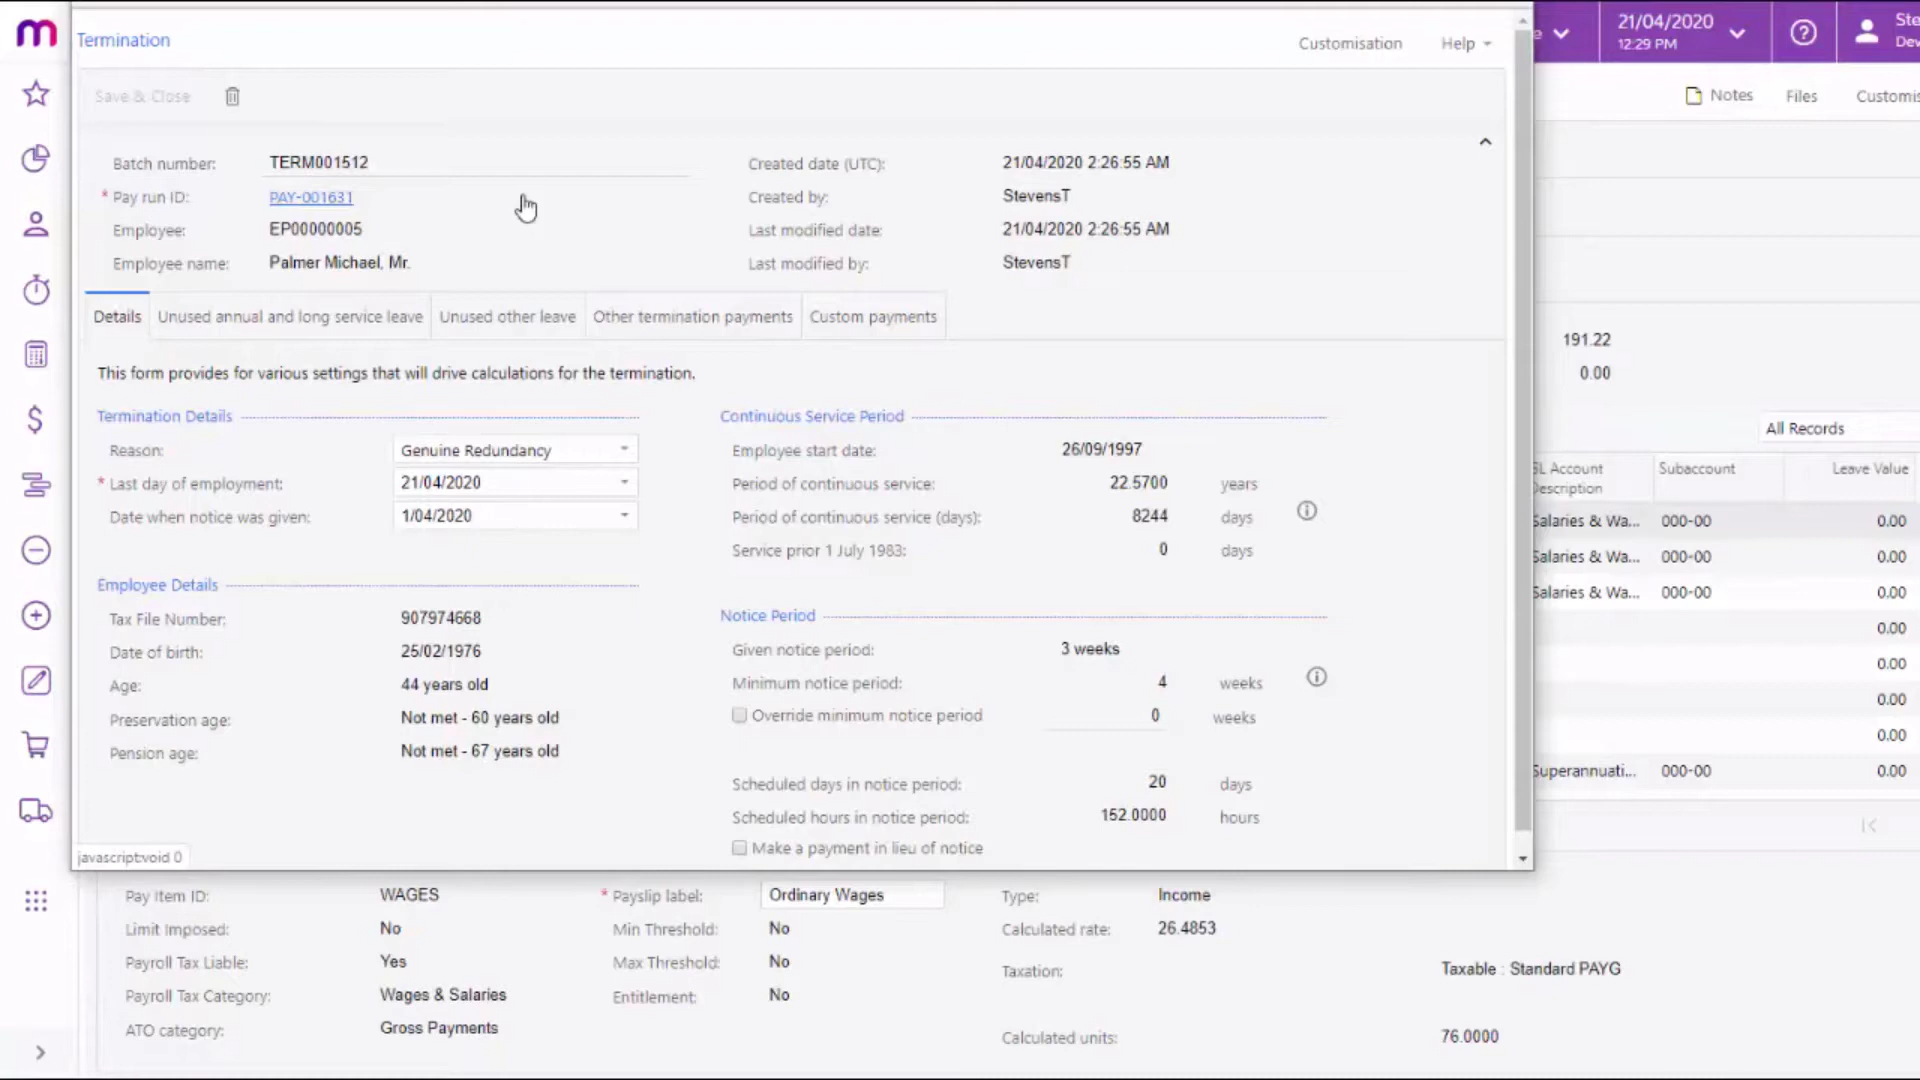 Termination
Customisation Help
21/04/2020
12:29 PM
Save & Close
Notes Files
Batch number: TERM001512 Created date (UTC): 21/04/2020 2:26:55 AM
* Pay run ID: PAY-001631 Created by: StevensT
Employee: EP00000005 Last modified date: 21/04/2020 2:26:55 AM
Employee name: Palmer Michael, Mr. Last modified by: StevensT
Details Unused annual and long service leave Unused other leave Other termination payments Custom payments
191.22
0.00
This form provides for various settings that will drive calculations for the termination.
Termination Details Continuous Service Period
All Records
Reason: Genuine Redundancy Employee start date: 26/09/1997
* Last day of employment: 21/04/2020 Period of continuous service: 22.5700 years
Date when notice was given: 1/04/2020 Period of continuous service (days): 8244 days
Service prior 1 July 1983: 0 days
Account Subaccount Leave Value
Description
Salaries & Wa... 000-00 0.00
Salaries & Wa... 000-00 0.00
Salaries & Wa... 000-00 0.00
0.00
0.00
0.00
0.00
Superannuati... 000-00 0.00
Employee Details Notice Period
Tax File Number: 907974668 Given notice period: 3 weeks
Date of birth: 25/02/1976 Minimum notice period: 4 weeks
Age: 44 years old Override minimum notice period 0 weeks
Preservation age: Not met - 60 years old
Pension age: Not met - 67 years old
Scheduled days in notice period: 20 days
Scheduled hours in notice period: 152.0000 hours
Make a payment in lieu of notice
javascript:void 0
Pay Item ID: WAGES * Payslip label: Ordinary Wages Type: Income
Limit Imposed: No Min Threshold: No Calculated rate: 26.4853
Payroll Tax Liable: Yes Max Threshold: No Taxation: Taxable : Standard PAYG
Payroll Tax Category: Wages & Salaries Entitlement: No
ATO category: Gross Payments Calculated units: 76.0000